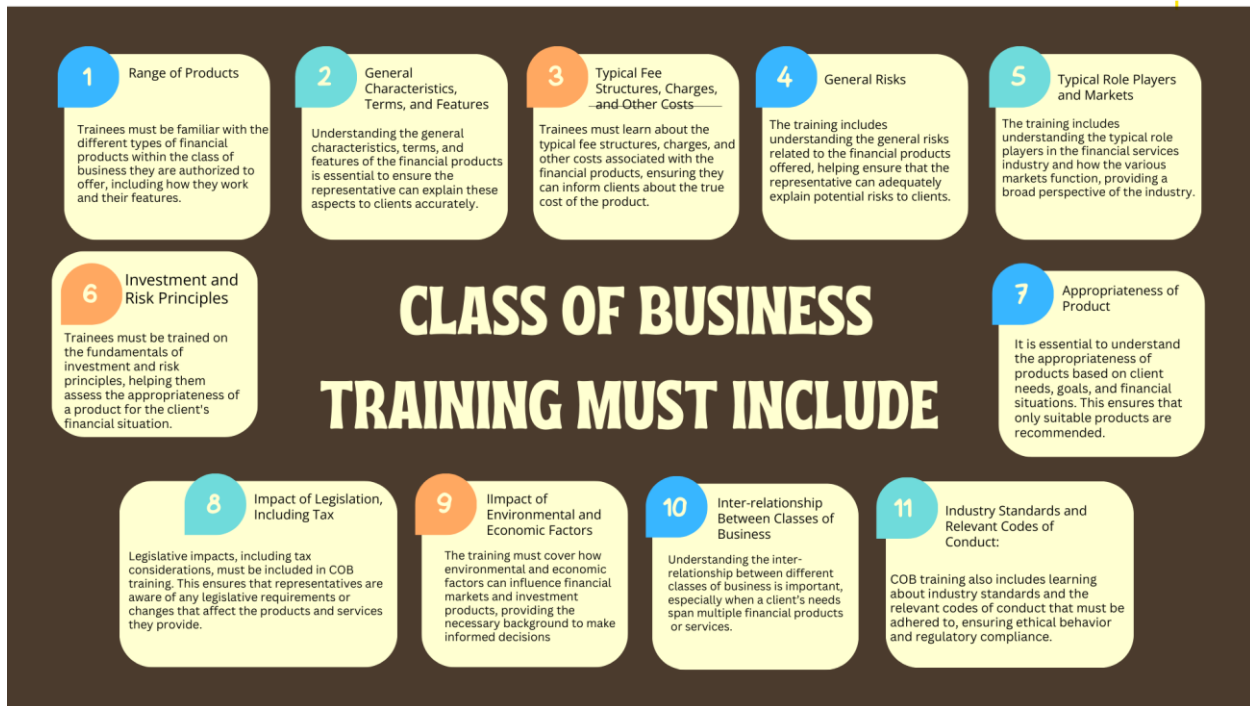 1
Range of Products
Trainees must be familiar with the
different types of financial
products within the class of
business they are authorized to
offer, including how they work
and their features.
2
General
Characteristics,
Terms, and Features
Understanding the general
characteristics, terms, and
features of the financial products
is essential to ensure the
representative can explain these
aspects to clients accurately.
3
Typical Fee
Structures, Charges,
and Other Costs
Trainees must learn about the
typical fee structures, charges, and
other costs associated with the
financial products, ensuring they
can inform clients about the true
cost of the product.
4
General Risks
The training includes
understanding the general risks
related to the financial products
offered, helping ensure that the
representative can adequately
explain potential risks to clients.
5
Typical Role Players
and Markets
The training includes
understanding the typical role
players in the financial services
industry and how the various
markets function, providing a
broad perspective of the industry.
6
Investment and
Risk Principles
Trainees must be trained on
the fundamentals of
investment and risk
principles, helping them
assess the appropriateness of
a product for the client's
financial situation.
CLASS OF BUSINESS
TRAINING MUST INCLUDE
7
Appropriateness of
Product
It is essential to understand
the appropriateness of
products based on client
needs, goals, and financial
situations. This ensures that
only suitable products are
recommended.
8
Impact of Legislation,
Including Tax
Legislative impacts, including tax
considerations, must be included in COB
training. This ensures that representatives are
aware of any legislative requirements or
changes that affect the products and services
they provide.
9
IImpact of
Environmental and
Economic Factors
The training must cover how
environmental and economic
factors can influence financial
markets and investment
products, providing the
necessary background to make
informed decisions
10
Inter-relationship
Between Classes of
Business
Understanding the inter-
relationship between different
classes of business is important,
especially when a client's needs
span multiple financial products
or services.
11
Industry Standards and
Relevant Codes of
Conduct:
COB training also includes learning
about industry standards and the
relevant codes of conduct that must be
adhered to, ensuring ethical behavior
and regulatory compliance.